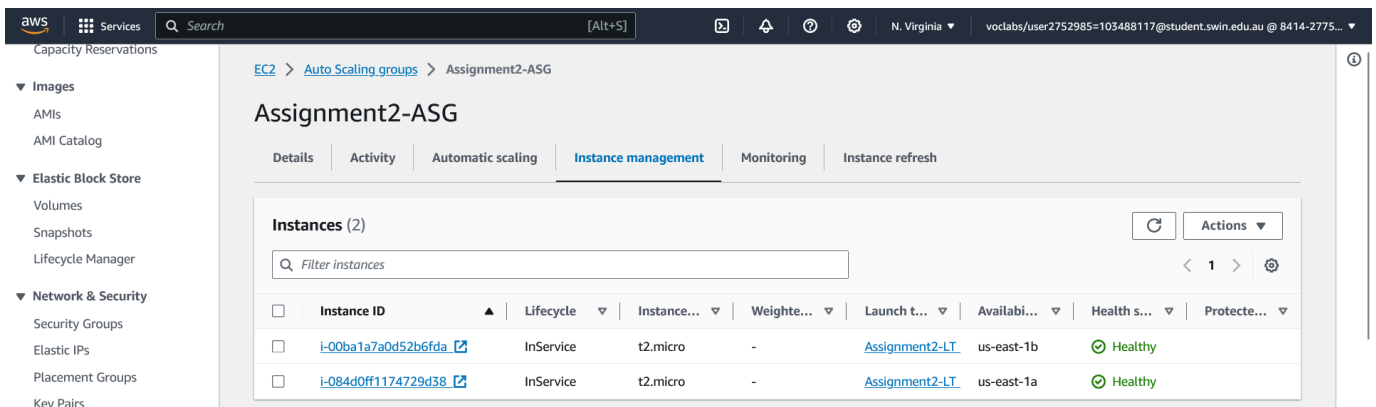 aws Services Search [Alt+S] N. Virginia voclabs/user2752985=103488117@student.swin.edu.au @ 8414-2775...
Capacity Reservations
Images
AMIs
AMI Catalog
Elastic Block Store
Volumes
Snapshots
Lifecycle Manager
Network & Security
Security Groups
Elastic IPs
Placement Groups
Key Pairs
EC2 > Auto Scaling groups > Assignment2-ASG
Assignment2-ASG
Details Activity Automatic scaling Instance management Monitoring Instance refresh
Instances (2) Actions
Filter instances
1
Instance ID Lifecycle Instance... Weighte... Launch t... Availabi... Health s... Protecte...
i-00ba1a7a0d52b6fda InService t2.micro - Assignment2-LT us-east-1b Healthy
i-084d0ff1174729d38 InService t2.micro - Assignment2-LT us-east-1a Healthy